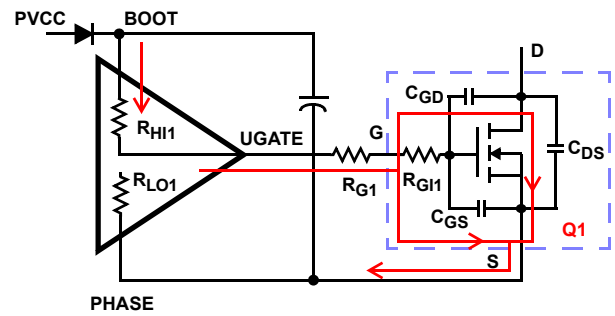 PVCC
BOOT
D
CGD
RHI1
UGATE
G
CDS
RLO1
RG1
RGI1
CGS
Q1
S
PHASE